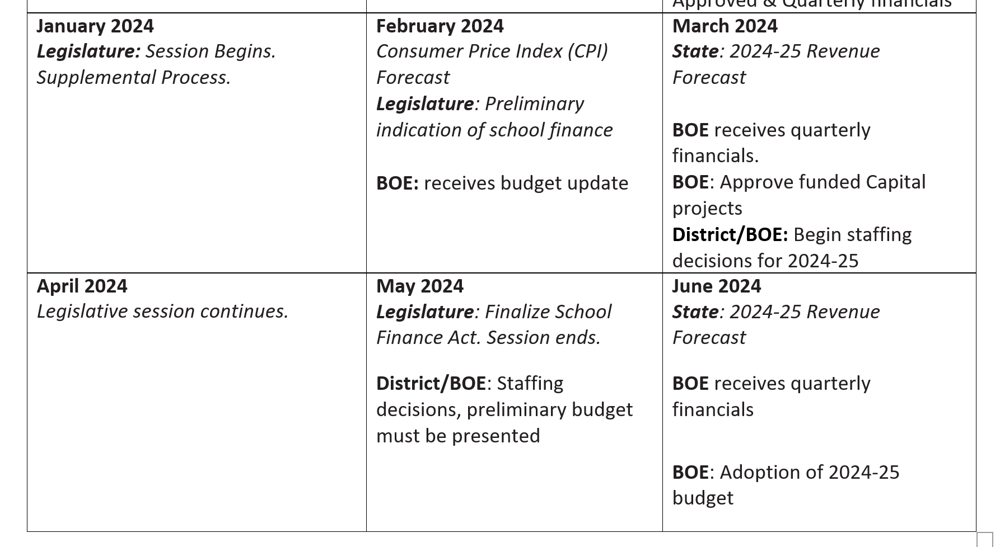 Approved & Quarterly financials
January 2024
Legislature: Session Begins.
Supplemental Process.
February 2024
Consumer Price Index (CPI)
Forecast
Legislature: Preliminary
indication of school finance
BOE: receives budget update
March 2024
State: 2024-25 Revenue
Forecast
BOE receives quarterly
financials.
BOE: Approve funded Capital
projects
District/BOE: Begin staffing
decisions for 2024-25
April 2024
Legislative session continues.
May 2024
Legislature: Finalize School
Finance Act. Session ends.
District/BOE: Staffing
decisions, preliminary budget
must be presented
June 2024
State: 2024-25 Revenue
Forecast
BOE receives quarterly
financials
BOE: Adoption of 2024-25
budget